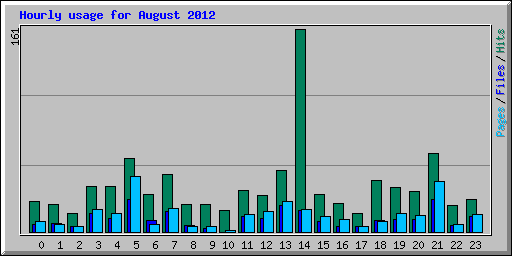 Hourly usage for August 2012
161
Pages/Files/Hits
0 1 2 3 4 5 6 7 8 9 10 11 12 13 14 15 16 17 18 19 20 21 22 23